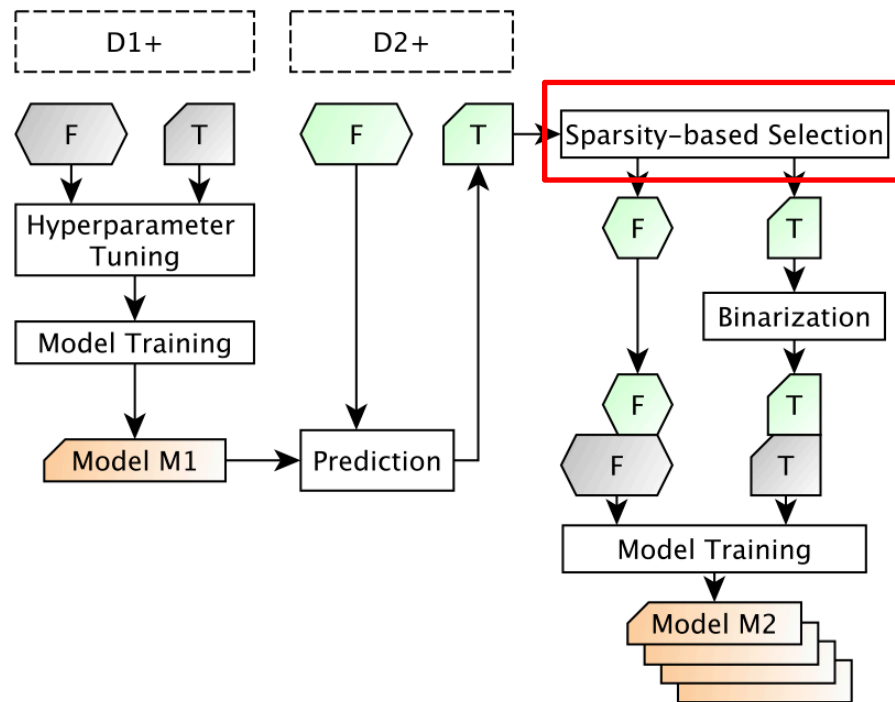 D1+
D2+
F
T
F
T
Sparsity-based Selection
Hyperparameter
Tuning
F
T
Model Training
Binarization
F
T
Model M1
Prediction
F
T
Model Training
Model M2